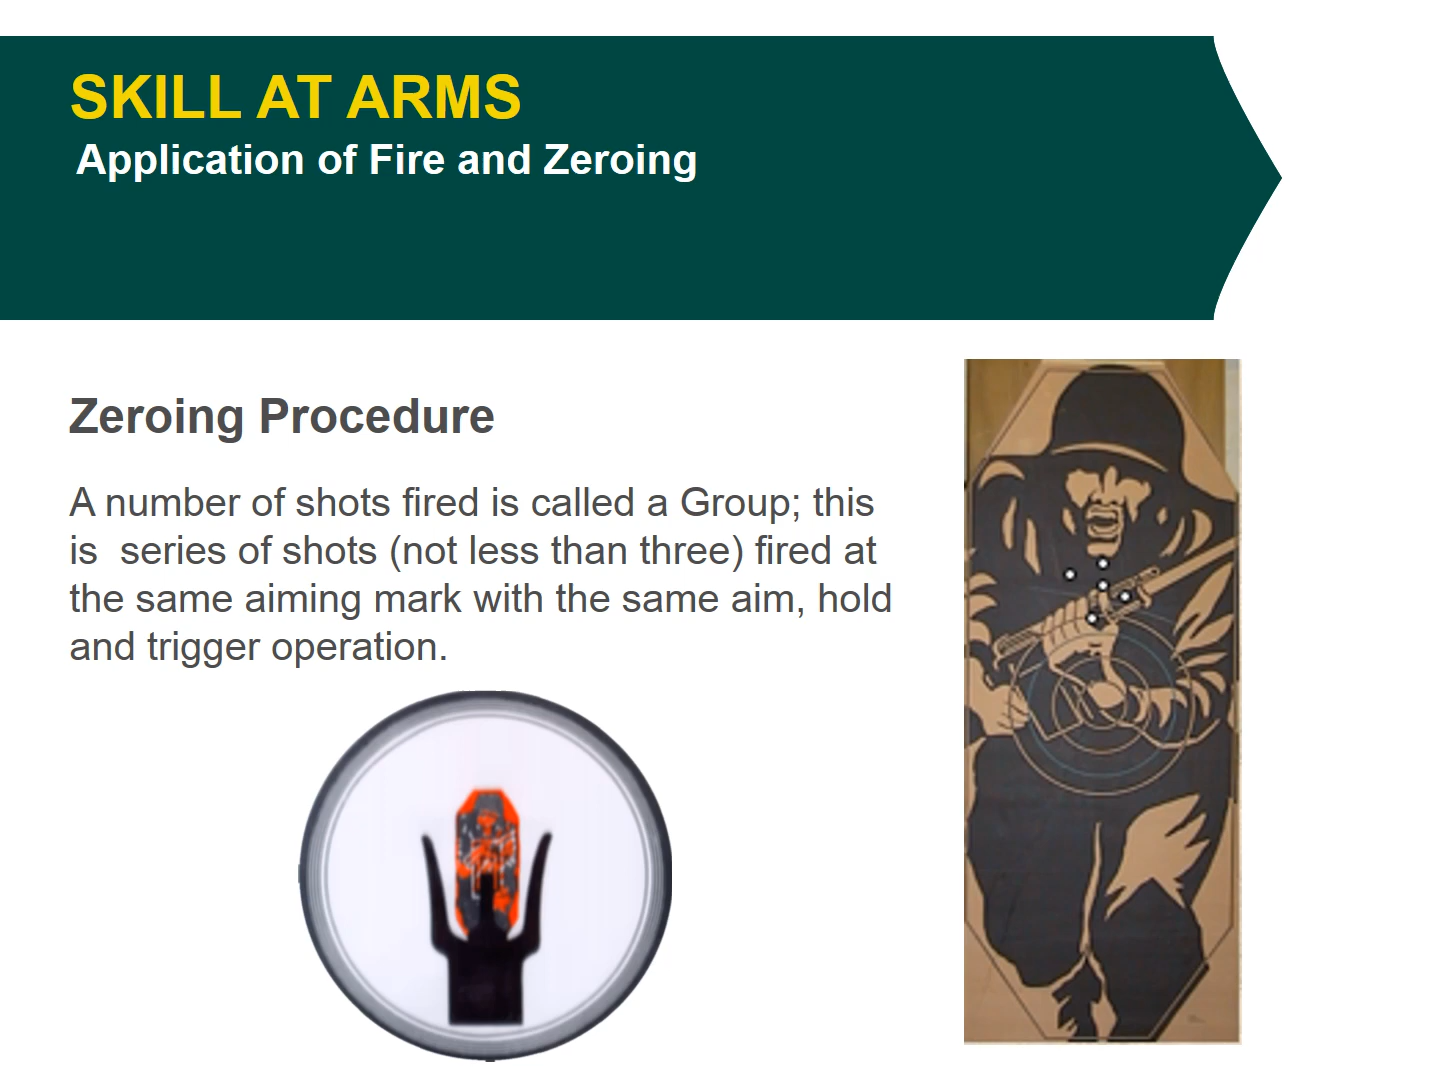 SKILL AT ARMS
Application of Fire and Zeroing
Zeroing Procedure
A number of shots fired is called a Group; this
is  series of shots (not less than three) fired at
the same aiming mark with the same aim, hold
and trigger operation.